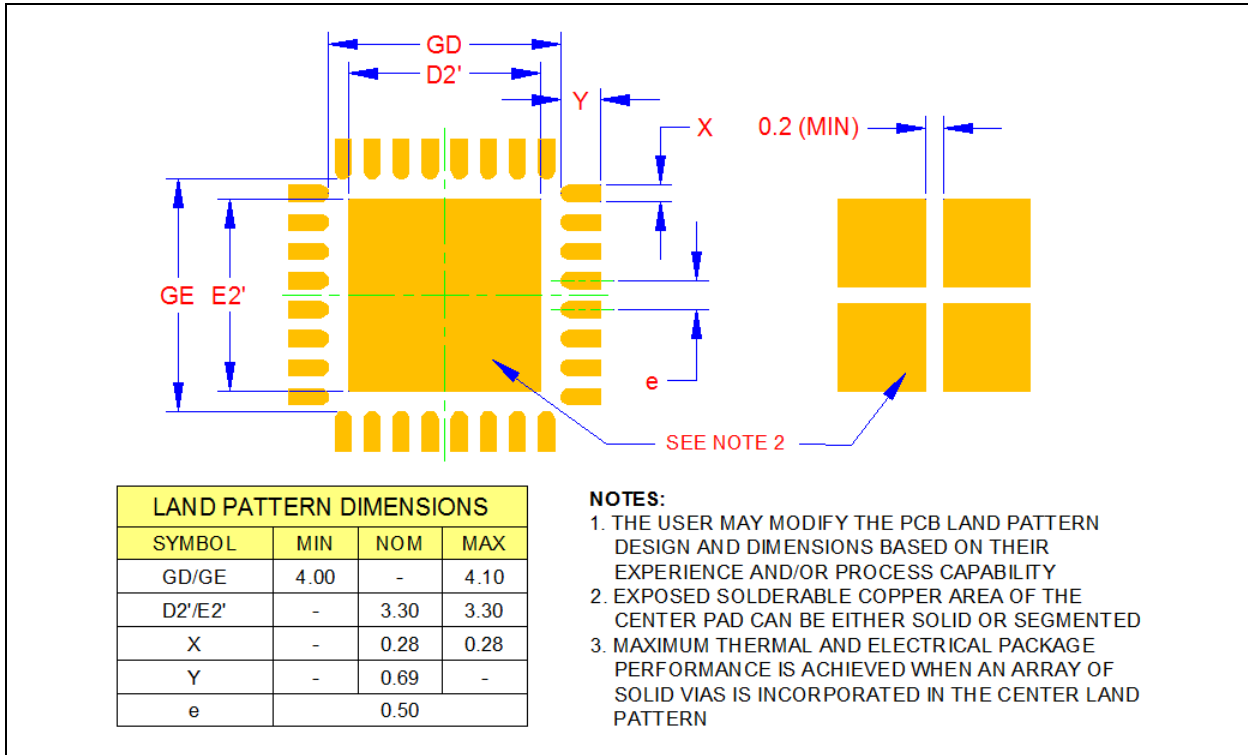 GD
D2'
Y
X
0.2 (MIN)
GE
E2'
e
SEE NOTE 2
LAND PATTERN DIMENSIONS
SYMBOL MIN NOM MAX
GD/GE 4.00 - 4.10
D2'/E2' - 3.30 3.30
X - 0.28 0.28
Y - 0.69 -
e 0.50
NOTES:
1. THE USER MAY MODIFY THE PCB LAND PATTERN
DESIGN AND DIMENSIONS BASED ON THEIR
EXPERIENCE AND/OR PROCESS CAPABILITY
2. EXPOSED SOLDERABLE COPPER AREA OF THE
CENTER PAD CAN BE EITHER SOLID OR SEGMENTED
3. MAXIMUM THERMAL AND ELECTRICAL PACKAGE
PERFORMANCE IS ACHIEVED WHEN AN ARRAY OF
SOLID VIAS IS INCORPORATED IN THE CENTER LAND
PATTERN